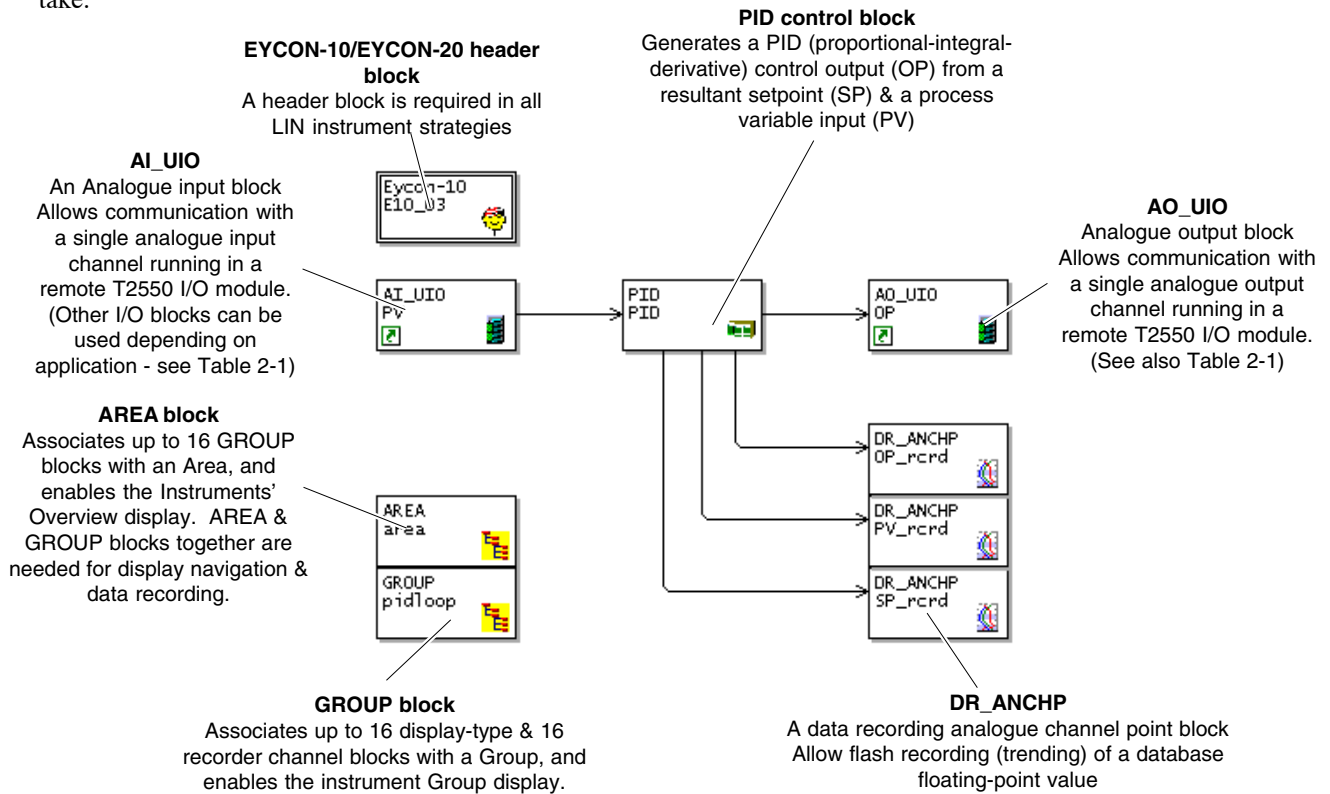 take.
PID control block
Generates a PID (proportional-integral-
derivative) control output (OP) from a
resultant setpoint (SP) & a process
variable input (PV)
EYCON-10/EYCON-20 header
block
A header block is required in all
LIN instrument strategies
AI_UIO
An Analogue input block
Allows communication with
a single analogue input
channel running in a
remote T2550 I/O module.
(Other I/O blocks can be
used depending on
application - see Table 2-1)
Eycon-10
E10_03
AI_UIO
PV
PID
PID
AO_UIO
OP
AO_UIO
Analogue output block
Allows communication with
a single analogue output
channel running in a
remote T2550 I/O module.
(See also Table 2-1)
AREA block
Associates up to 16 GROUP
blocks with an Area, and
enables the Instruments’
Overview display. AREA &
GROUP blocks together are
needed for display navigation &
data recording.
AREA
area
GROUP
pidloop
DR_ANCHP
OP_rcrd
DR_ANCHP
PV_rcrd
DR_ANCHP
SP_rcrd
GROUP block
Associates up to 16 display-type & 16
recorder channel blocks with a Group, and
enables the instrument Group display.
DR_ANCHP
A data recording analogue channel point block
Allow flash recording (trending) of a database
floating-point value